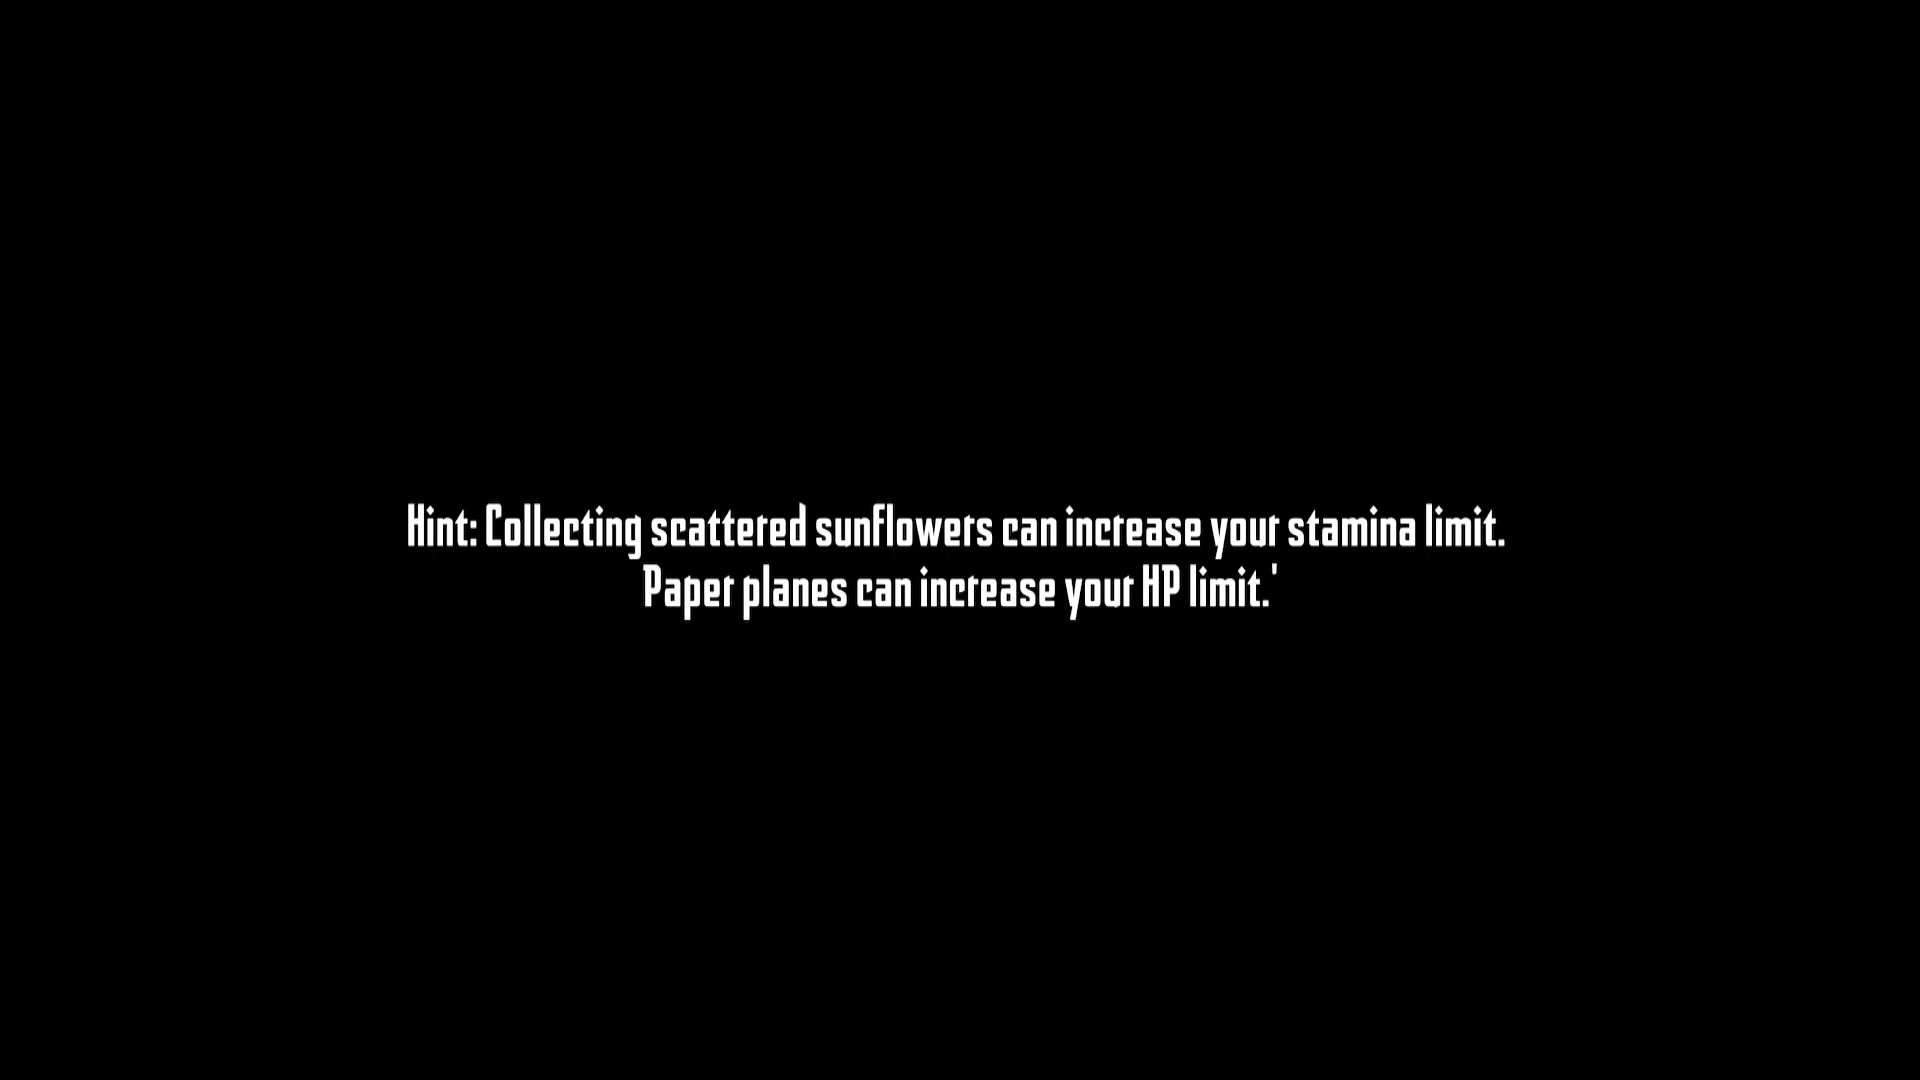 Hint: Collecting scattered sunflowers can increase your stamina limit.
Paper planes can increase your HP limit.'